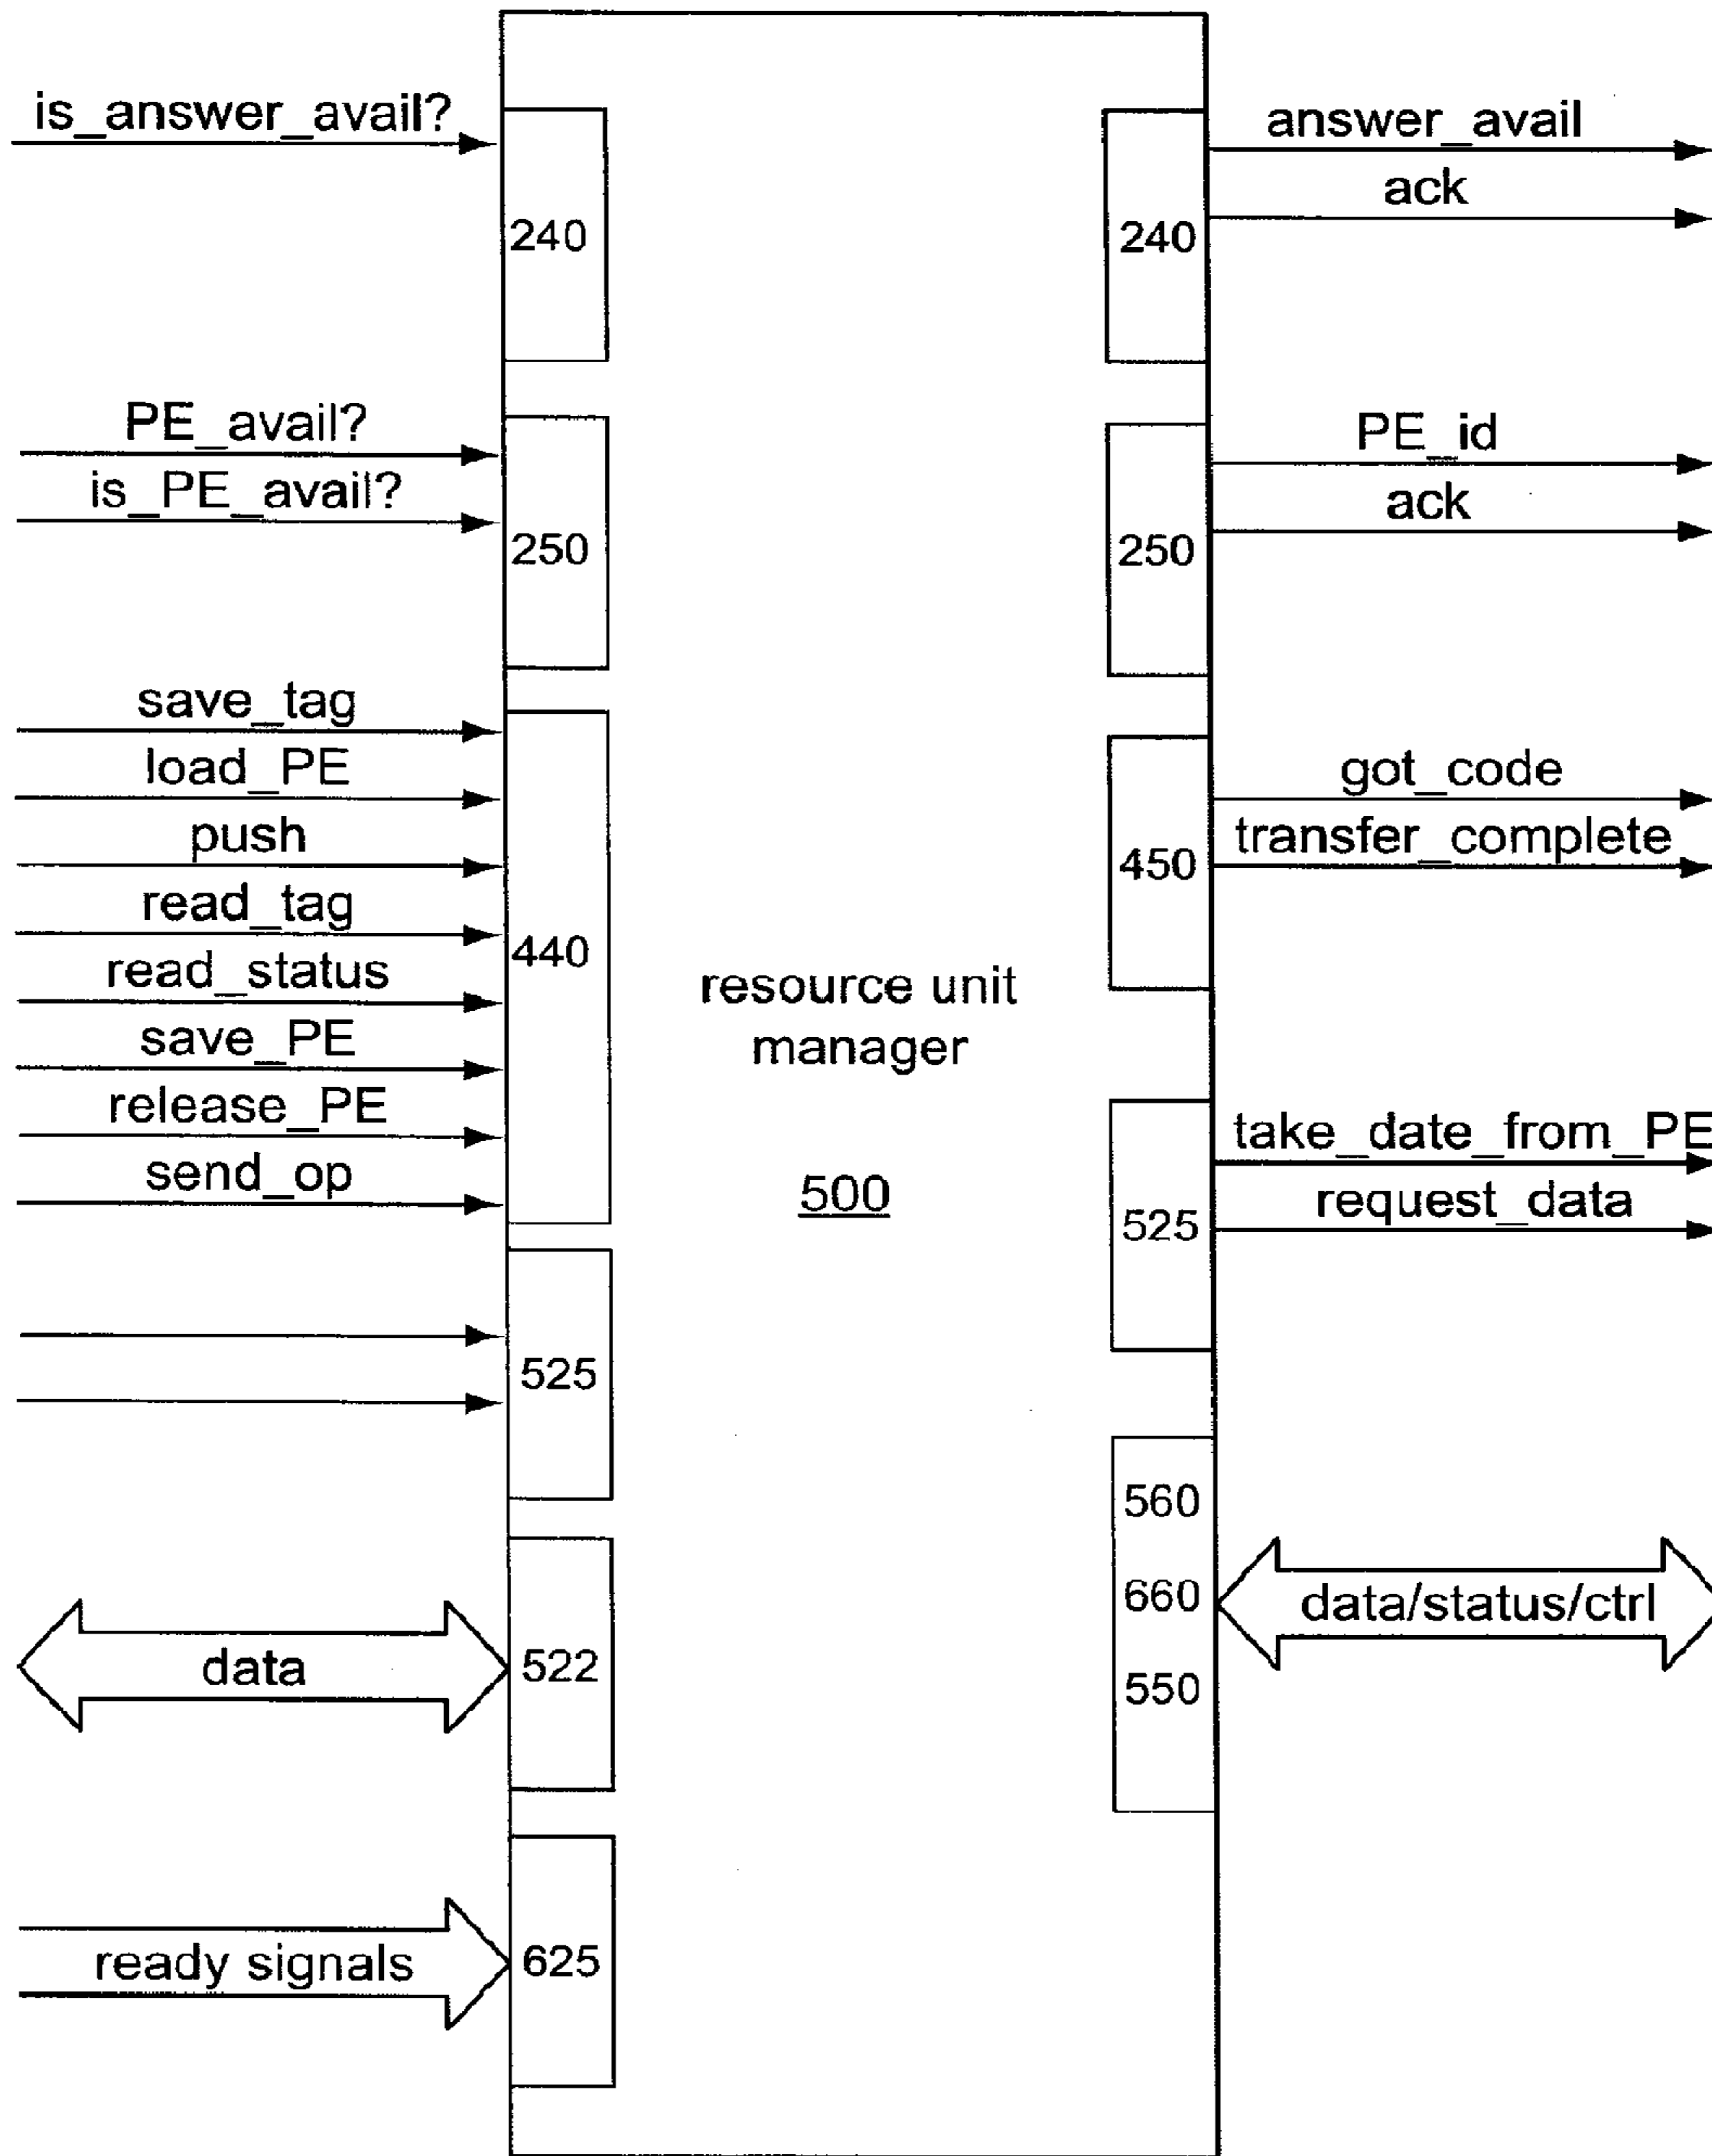 is_answer_avail?
240
PE_avail?
is_PE_avail?
250
save_tag
load_PE
push
read_tag
read_status
save_PE
release_PE
send_op
440
525
data
522
ready signals
625
resource unit
manager
500
240
answer_avail
ack
250
PE_id
ack
450
got_code
transfer_complete
525
take_date_from_PE
request_data
560
660
550
data/status/ctrl